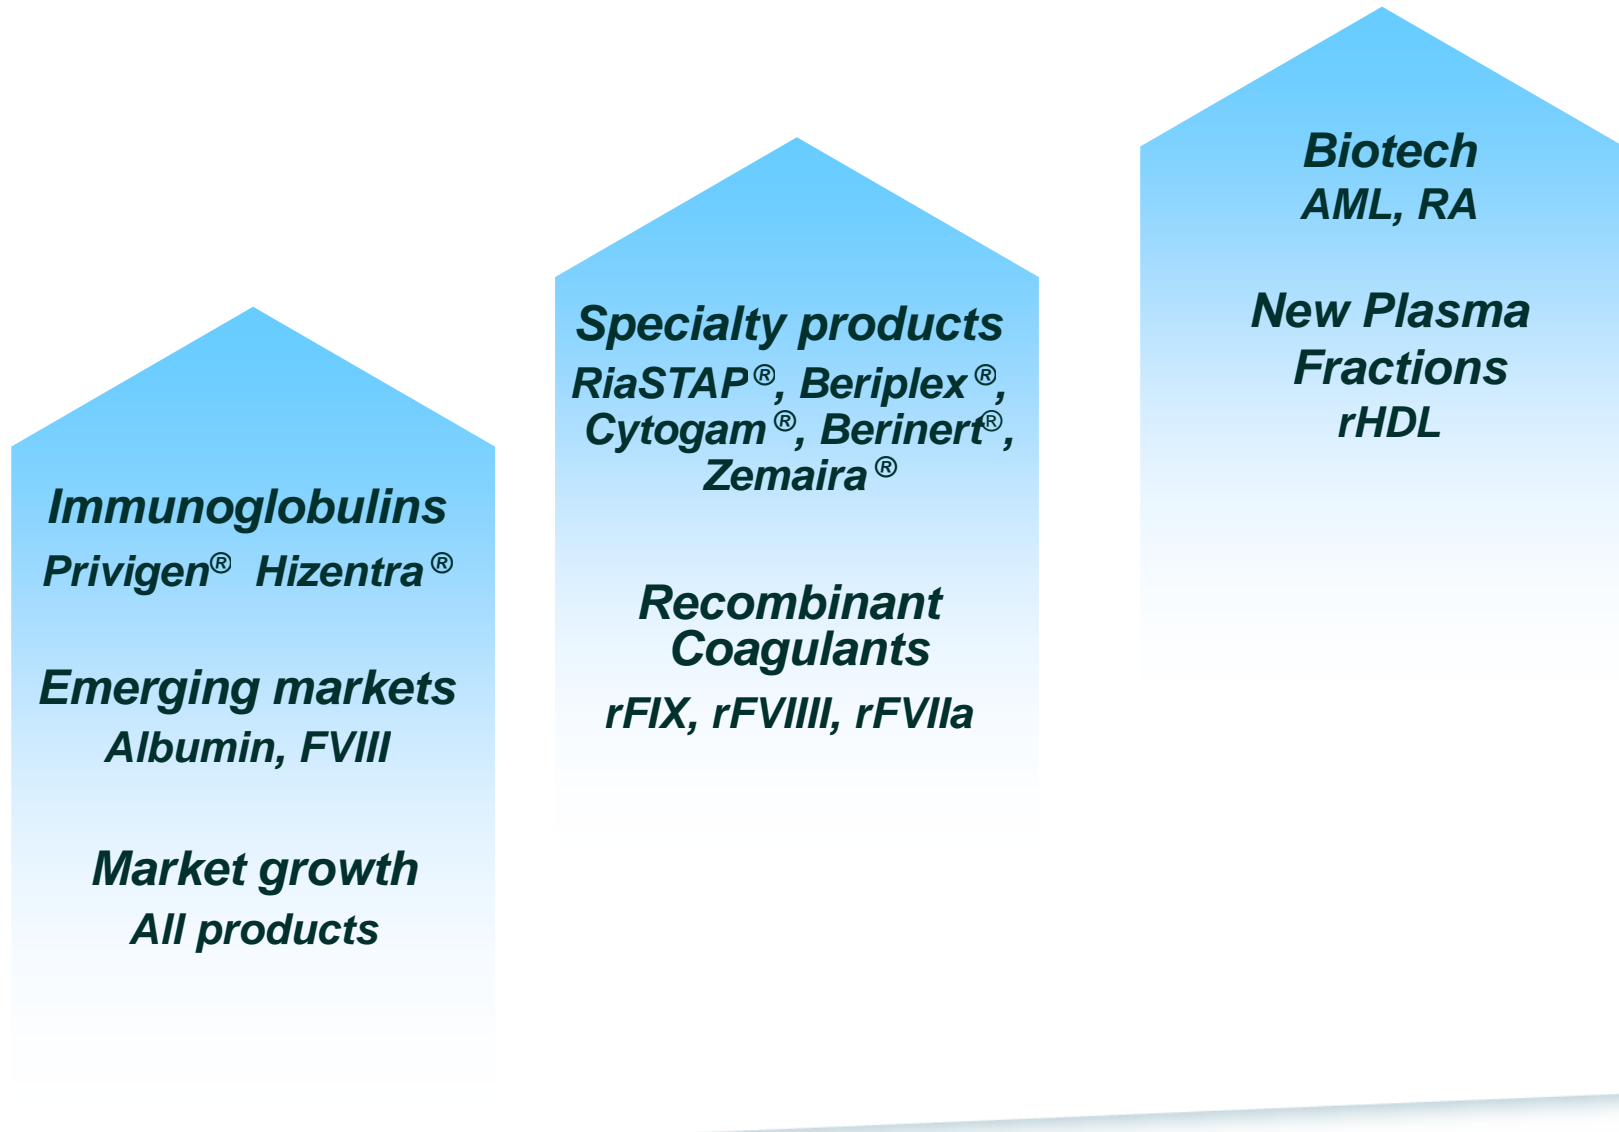 Immunoglobulins
Privigen® Hizentra®
Emerging markets
Albumin, FVIII
Market growth
All products
Specialty products
RiaSTAP®, Beriplex®,
Cytogam®, Berinert®,
Zemaira®
Recombinant
Coagulants
rFIX, rFVIIII, rFVIIa
Biotech
AML, RA
New Plasma
Fractions
rHDL